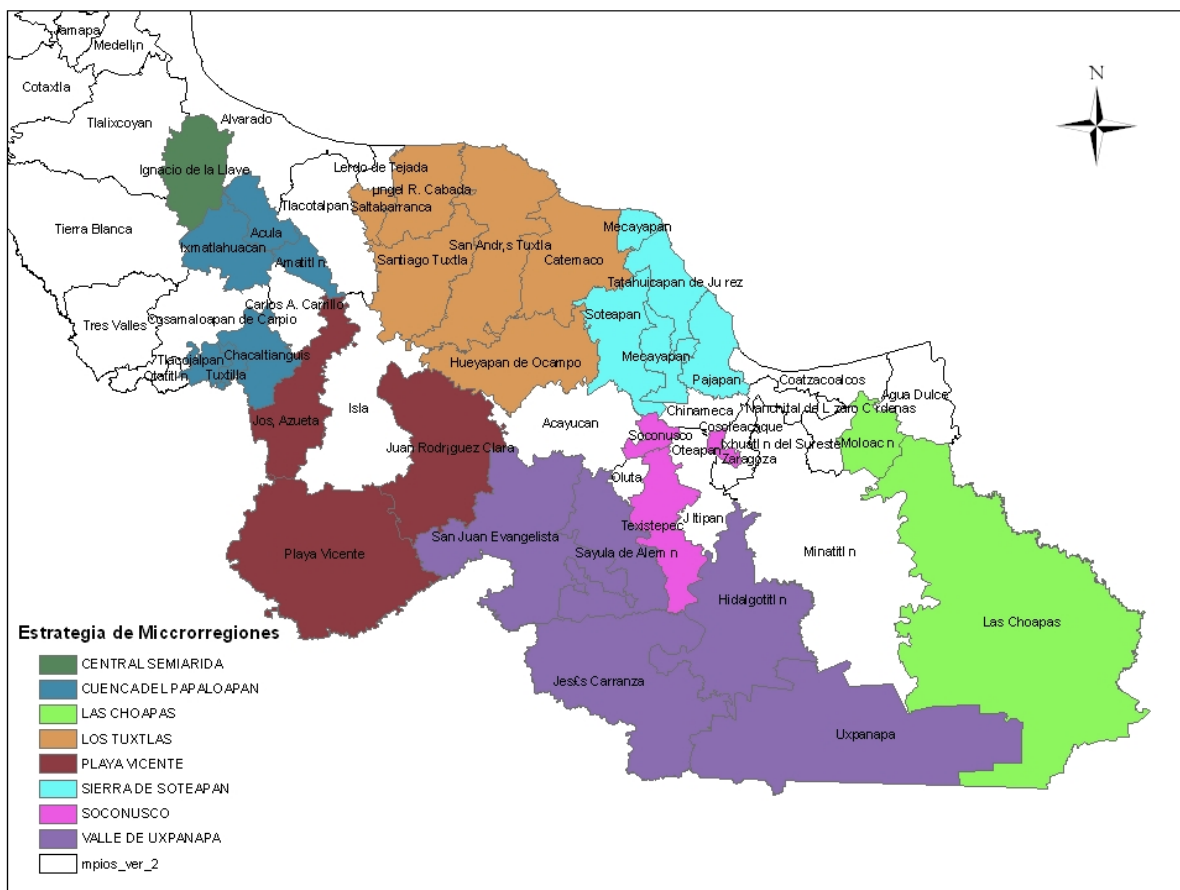 Jamapa
Medell¡n
Cotaxtla
N
Tlalixcoyan
Alvarado
Ignacio de la Llave
Lerdo de Tejada
µngel R. Cabada
Tlacotalpan
Saltabarranca
Tierra Blanca
Acula
Mecayapan
Ixmatlahuacan
San Andr‚s Tuxtla
Santiago Tuxtla
Catemaco
Amatitl n
Tatahuicapan de Ju rez
Carlos A. Carrillo
Soteapan
Cosamaloapan de Carpio
Tres Valles
Tlacojalpan
Chacaltianguis
Mecayapan
Hueyapan de Ocampo
Otatitl n
Tuxtilla
Pajapan
Coatzacoalcos
Agua Dulce
Isla
Chinameca
Nanchital de L zaro C rdenas
Jos‚ Azueta
Acayucan
Cosoleacaque
Soconusco
Ixhuatl n del Sureste
Moloac n
Juan Rodr¡guez Clara
Oteapan
Zaragoza
Oluta
J ltipan
Texistepec
San Juan Evangelista
Playa Vicente
Sayula de Alem n
Minatitl n
Hidalgotitl n
Las Choapas
Estrategia de Miccrorregiones
CENTRAL SEMIARIDA
CUENCA DEL PAPALOAPAN
Jes£s Carranza
LAS CHOAPAS
LOS TUXTLAS
Uxpanapa
PLAYA VICENTE
SIERRA DE SOTEAPAN
SOCONUSCO
VALLE DE UXPANAPA
mpios_ver_2